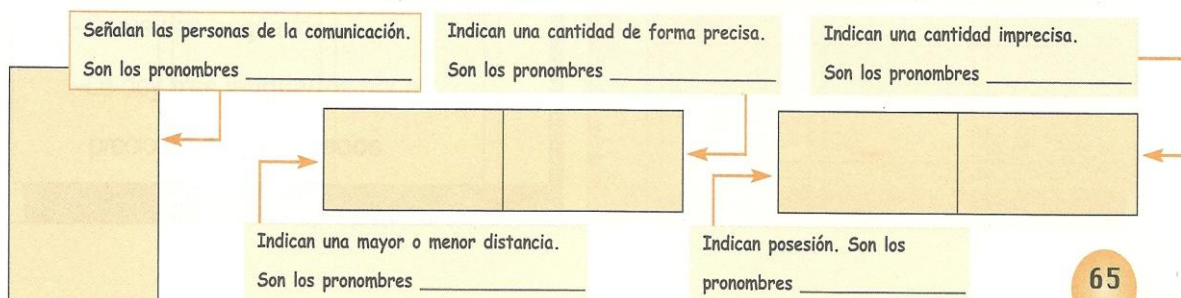 Señalan las personas de la comunicación.
Son los pronombres
Indican una cantidad de forma precisa.
Son los pronombres
Indican una cantidad imprecisa.
Son los pronombres
Indican una mayor o menor distancia.
Son los pronombres
Indican posesión. Son los
pronombres
65